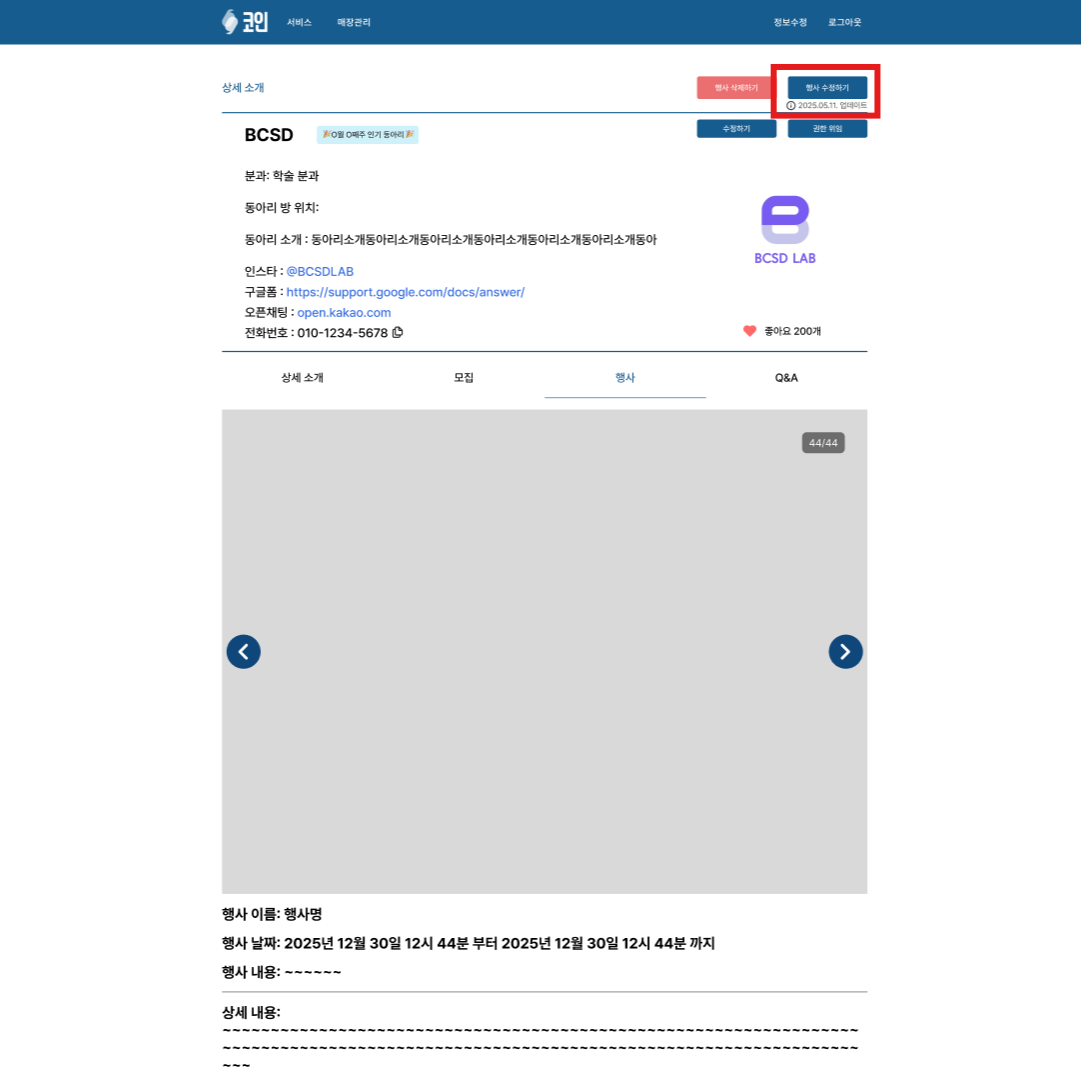 코인 서비스 매장관리 정보수정 로그아웃
상세 소개 행사 삭제하기 행사 수정하기
2025.05.11. 업데이트
BCSD 🎉O월 O째주 인기 동아리🎉 수정하기 권한 위임
분과: 학술 분과
동아리 방 위치:
동아리 소개 : 동아리소개동아리소개동아리소개동아리소개동아리소개동아리소개동아
BCSD LAB
인스타 : @BCSDLAB
구글폼 : https://support.google.com/docs/answer/
오픈채팅 : open.kakao.com
전화번호 : 010-1234-5678
좋아요 200개
상세 소개 모집 행사 Q&A
44/44
행사 이름: 행사명
행사 날짜: 2025년 12월 30일 12시 44분 부터 2025년 12월 30일 12시 44분 까지
행사 내용: ~~~~~~
상세 내용:
~~~~~~~~~~~~~~~~~~~~~~~~~~~~~~~~~~~~~~~~~~~~~~~~~~~~~~~~~~~~~~~~~~
~~~~~~~~~~~~~~~~~~~~~~~~~~~~~~~~~~~~~~~~~~~~~~~~~~~~~~~~~~~~~~~~~~
~~~